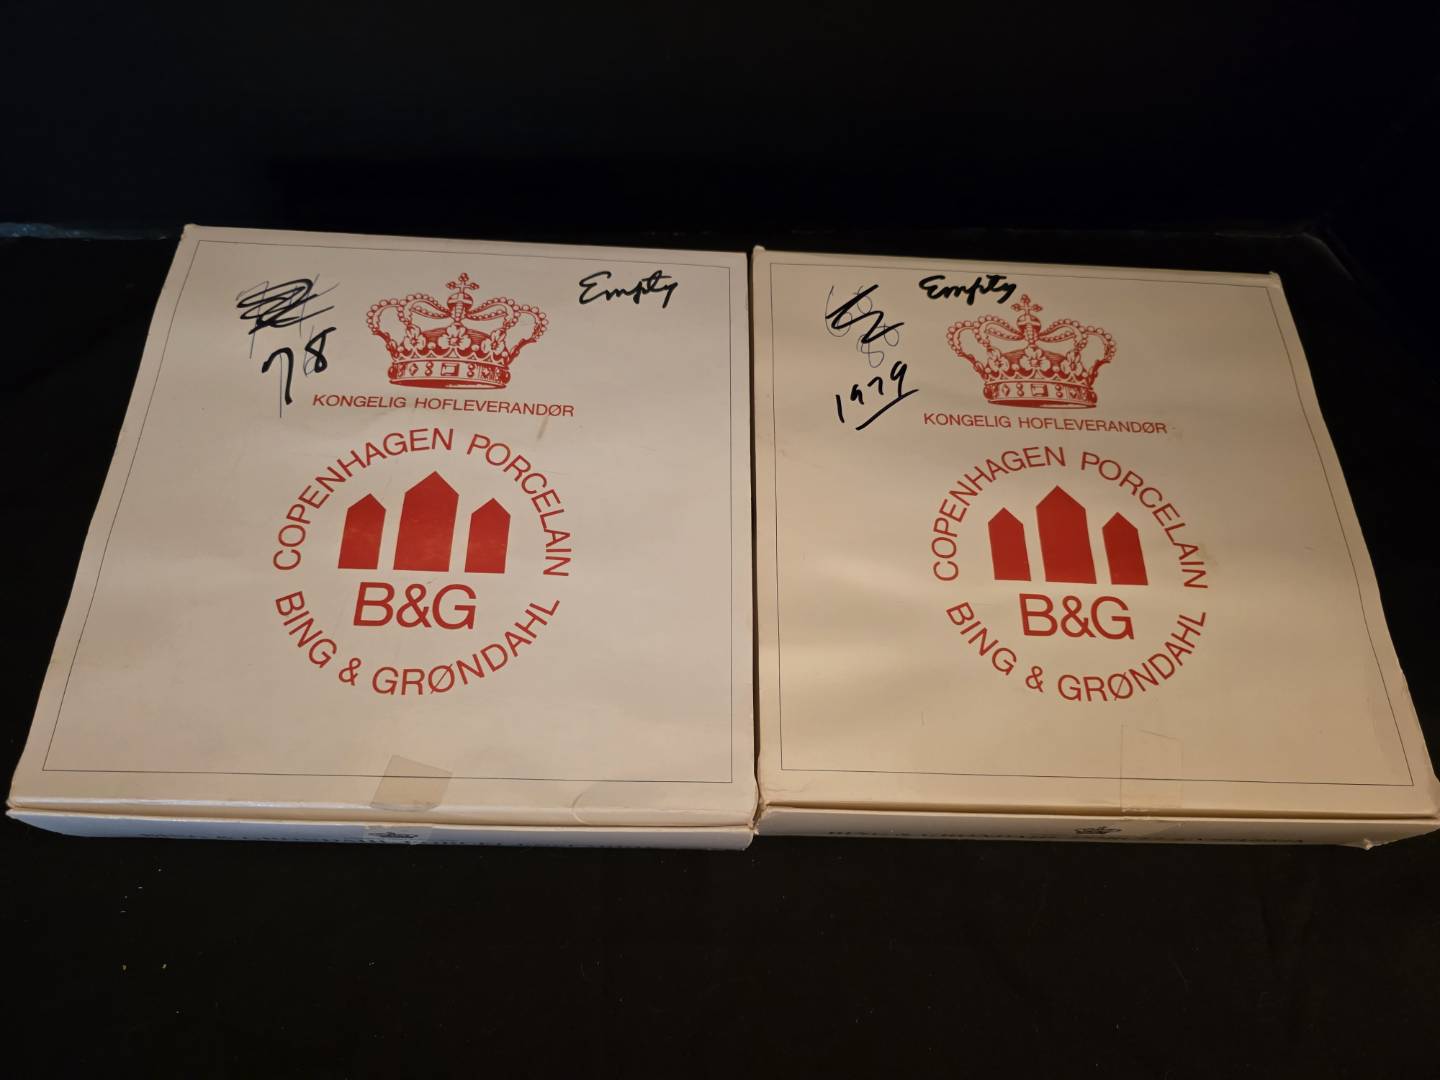 Empty
78
KONGELIG HOFLEVERANDØR
COPENHAGEN PORCELAIN
B&G
BING & GRØNDAHL
Empty
1979
KONGELIG HOFLEVERANDØR
COPENHAGEN PORCELAIN
B&G
BING & GRØNDAHL